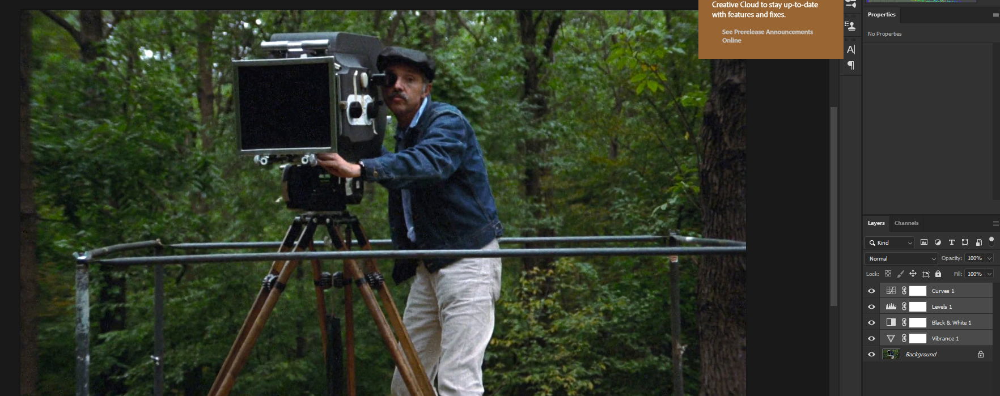 Creative Cloud to stay up-to-date
with features and fixes.
See Prerelease Announcements
Online
A
¶
Properties
No Properties
Layers Channels
Kind
T
Normal Opacity: 100%
Lock: Fill: 100%
Curves 1
Levels 1
Black & White 1
Vibrance 1
Background